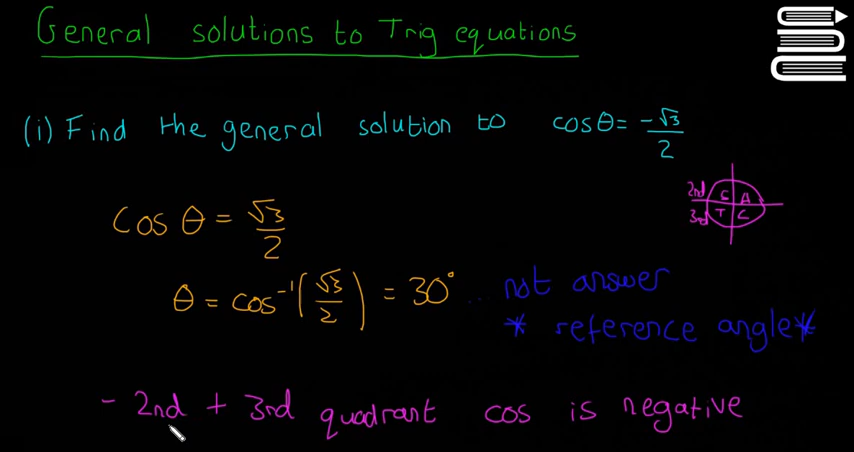 General solutions to Trig equations
(i) Find the general solution to cosθ = -√3/2
2nd S A
3rd T C
cos θ = √3/2
θ = cos⁻¹(√3/2) = 30° ... not answer
* reference angle *
- 2nd + 3rd quadrant cos is negative